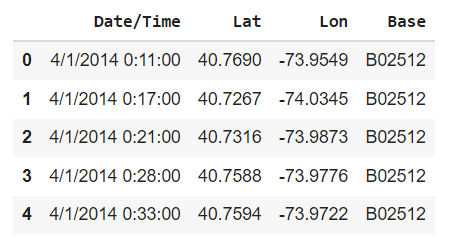 Date/Time Lat Lon Base
0 4/1/2014 0:11:00 40.7690 -73.9549 B02512
1 4/1/2014 0:17:00 40.7267 -74.0345 B02512
2 4/1/2014 0:21:00 40.7316 -73.9873 B02512
3 4/1/2014 0:28:00 40.7588 -73.9776 B02512
4 4/1/2014 0:33:00 40.7594 -73.9722 B02512